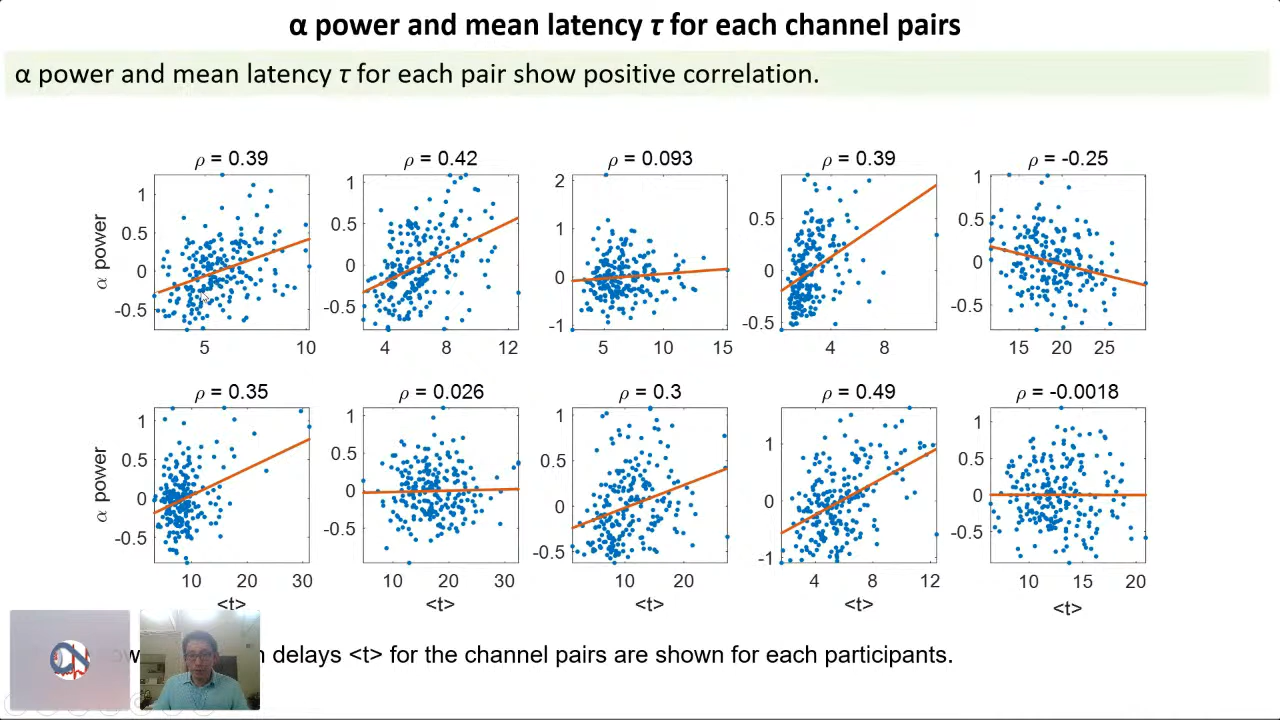 α power and mean latency τ for each channel pairs
α power and mean latency τ for each pair show positive correlation.
ρ = 0.39
ρ = 0.42
ρ = 0.093
ρ = 0.39
ρ = -0.25
α power
1
0.5
0
-0.5
1
0.5
0
-0.5
2
1
0
-1
0.5
0
-0.5
1
0.5
0
-0.5
5 10
4 8 12
5 10 15
4 8
15 20 25
ρ = 0.35
ρ = 0.026
ρ = 0.3
ρ = 0.49
ρ = -0.0018
α power
1
0.5
0
-0.5
1
0.5
0
-0.5
1
0.5
0
-0.5
1
0
-1
1
0.5
0
-0.5
10 20 30
10 20 30
10 20
4 8 12
10 15 20
<t>
<t>
<t>
<t>
<t>
delays <t> for the channel pairs are shown for each participants.